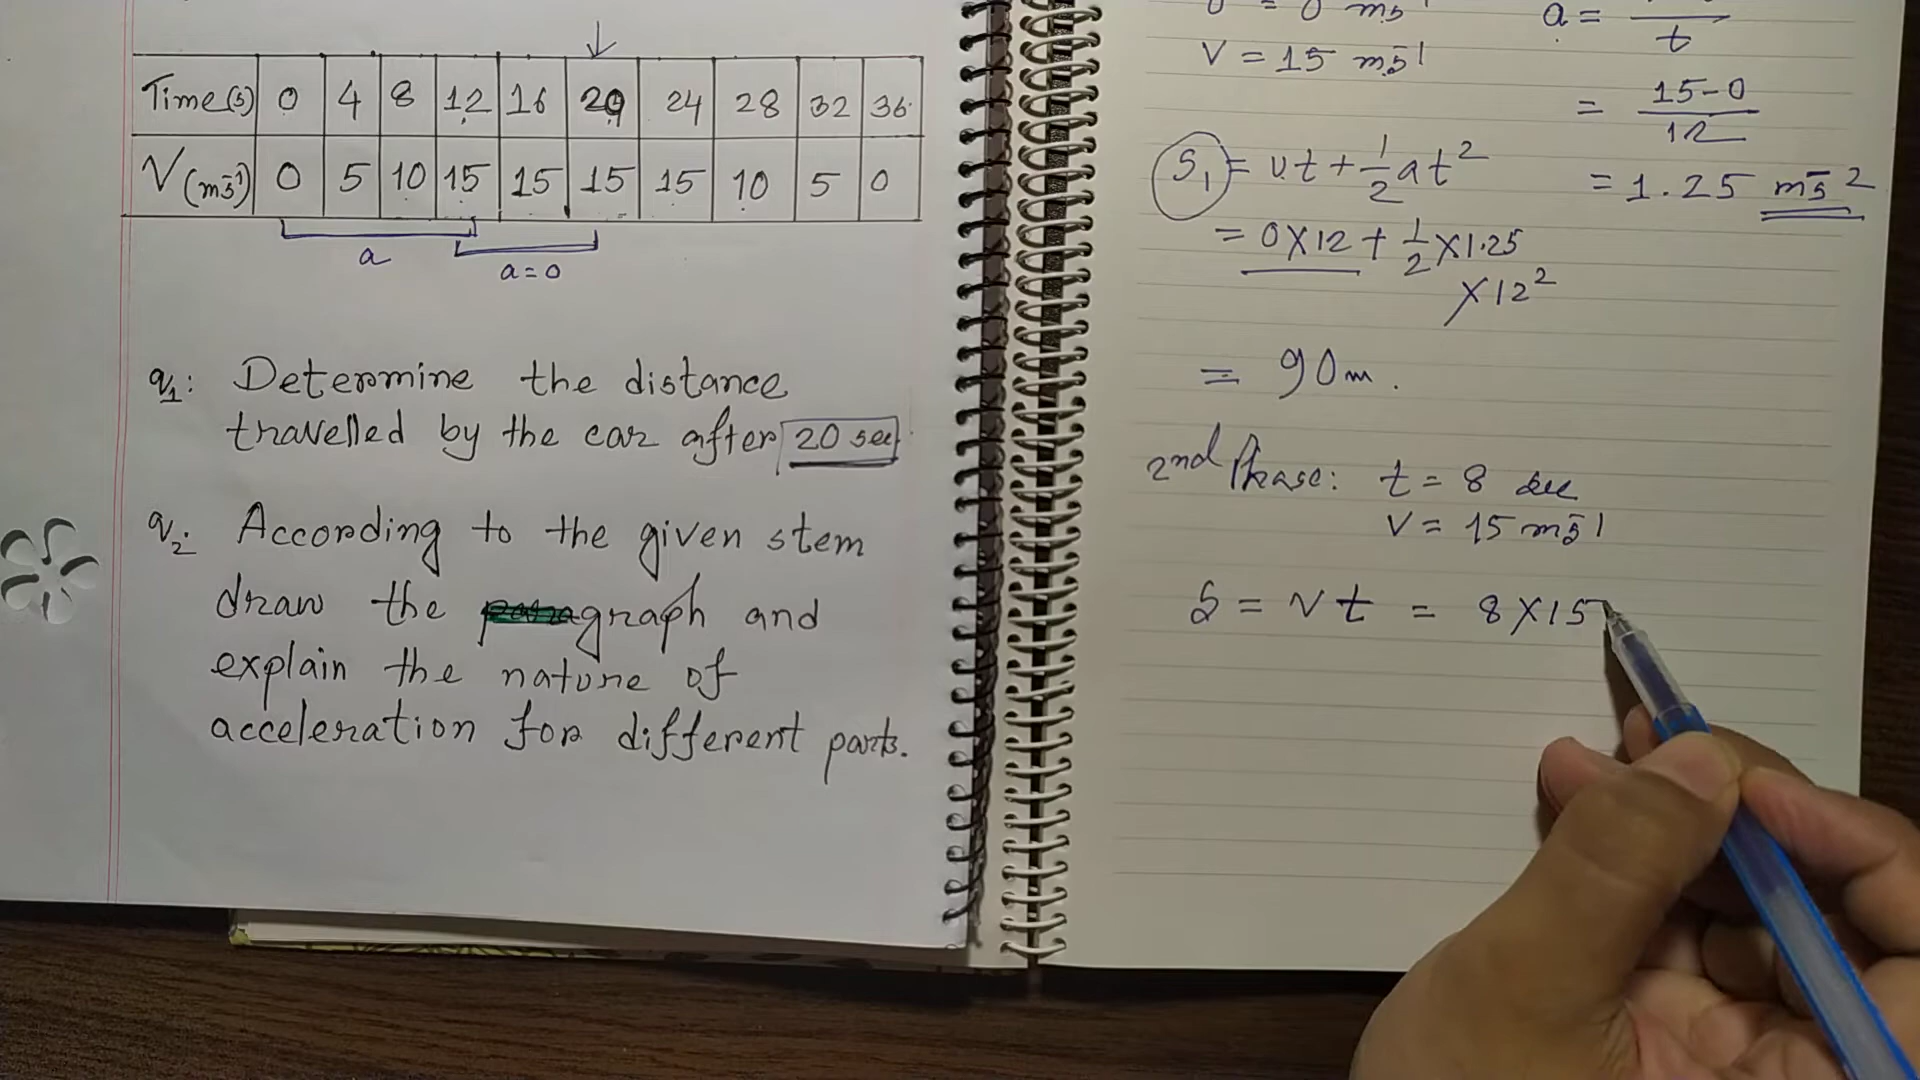 Time(s) 0 4 8 12 16 20 24 28 32 36
V(ms⁻¹) 0 5 10 15 15 15 15 10 5 0
a
a = 0
q₁: Determine the distance
travelled by the car after 20 sec
q₂: According to the given stem
draw the graph and
explain the nature of
acceleration for different parts.
= 0 ms⁻¹
V = 15 ms⁻¹
a = /t
= 15-0/12
= 1.25 ms⁻²
S₁ = ut + 1/2 at²
= 0×12 + 1/2 ×1.25
×12²
= 90m.
2nd Phase: t = 8 sec
V = 15 ms⁻¹
S = vt = 8×15